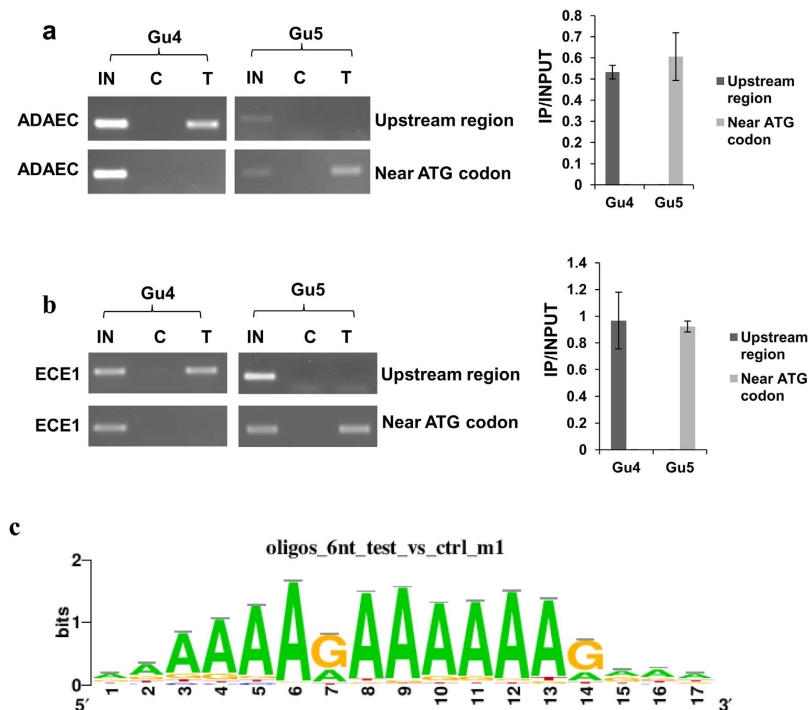 a
Gu4 Gu5
IN C T IN C T
ADAEC Upstream region
ADAEC Near ATG codon
IP/INPUT
0.8
0.7
0.6
0.5
0.4
0.3
0.2
0.1
0
Gu4 Gu5
Upstream region
Near ATG codon
b
Gu4 Gu5
IN C T IN C T
ECE1 Upstream region
ECE1 Near ATG codon
IP/INPUT
1.4
1.2
1
0.8
0.6
0.4
0.2
0
Gu4 Gu5
Upstream region
Near ATG codon
c
oligos_6nt_test_vs_ctrl_m1
bits
2
1
0
A A A A A A G A A A A A A G A A A
1 2 3 4 5 6 7 8 9 10 11 12 13 14 15 16 17
5′ 3′